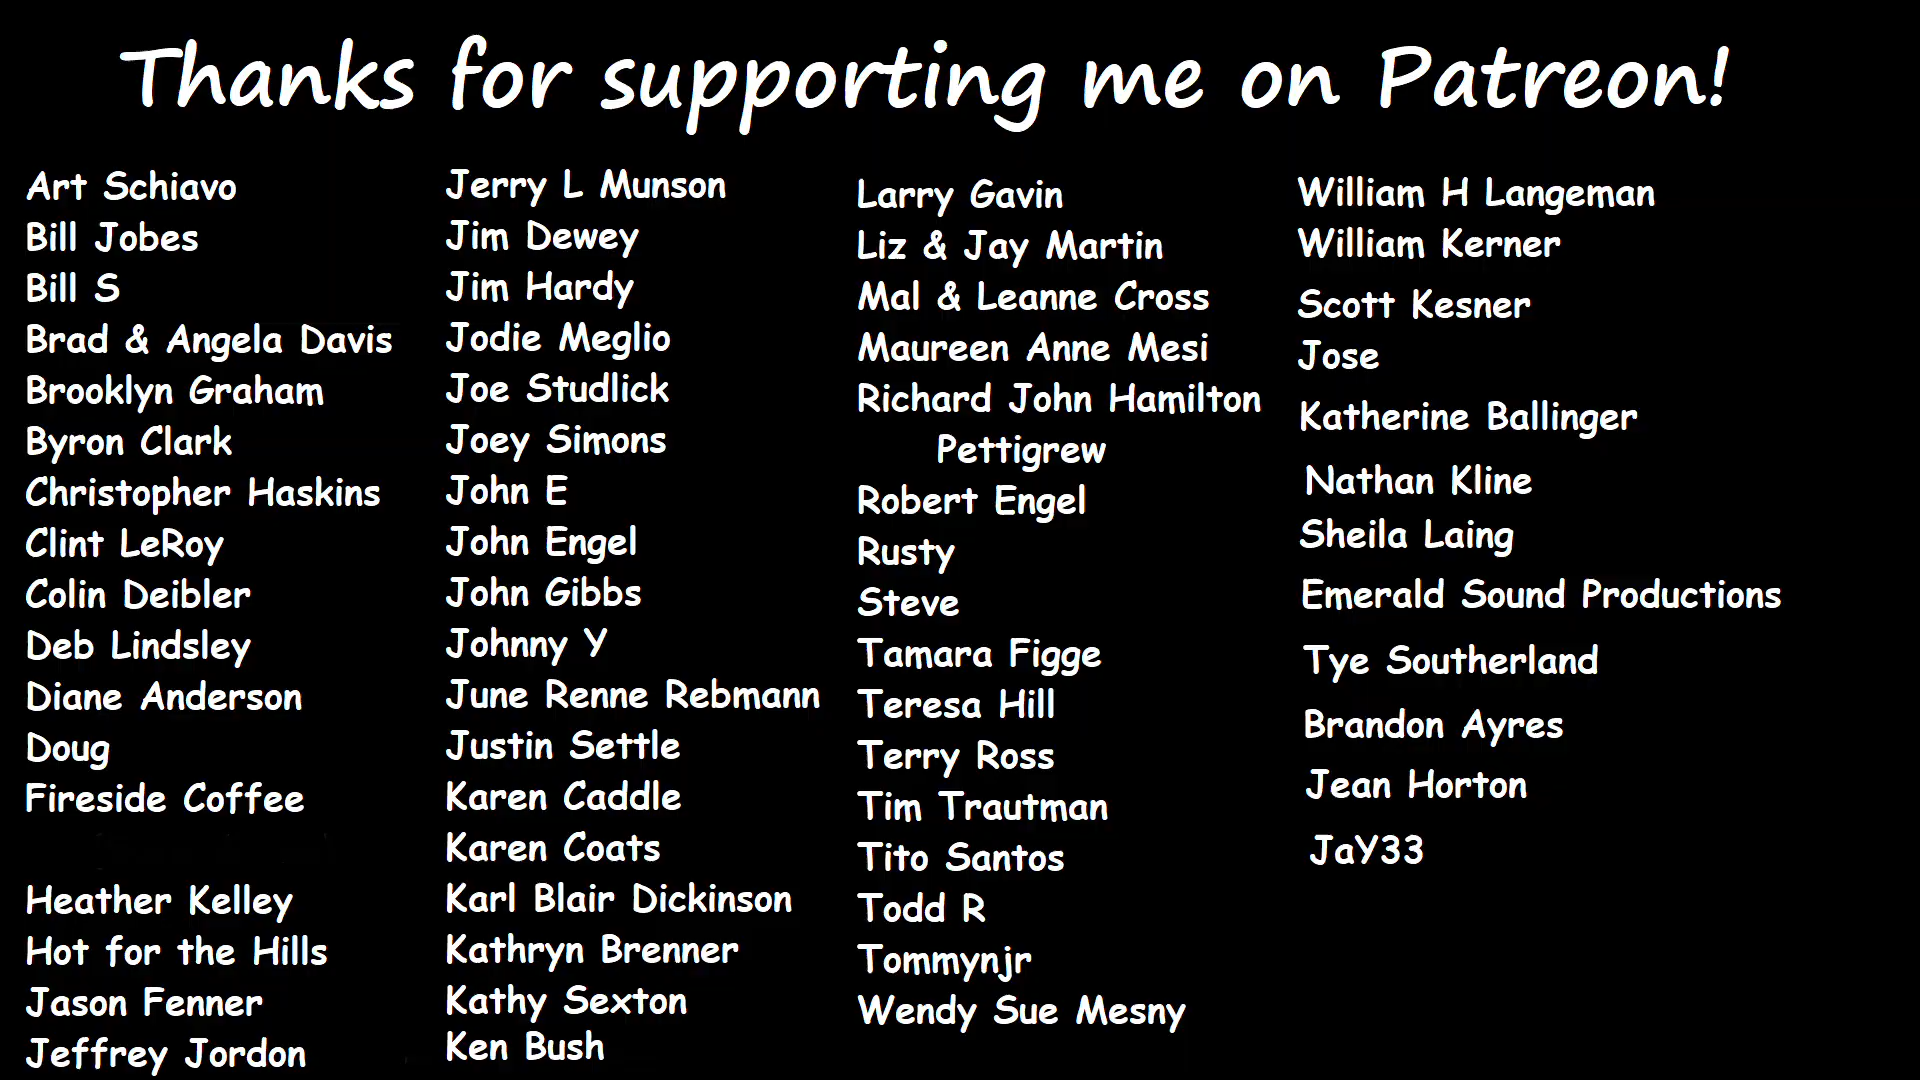 Thanks for supporting me on Patreon!
Art Schiavo
Bill Jobes
Bill S
Brad & Angela Davis
Brooklyn Graham
Byron Clark
Christopher Haskins
Clint LeRoy
Colin Deibler
Deb Lindsley
Diane Anderson
Doug
Fireside Coffee
Heather Kelley
Hot for the Hills
Jason Fenner
Jeffrey Jordon
Jerry L Munson
Jim Dewey
Jim Hardy
Jodie Meglio
Joe Studlick
Joey Simons
John E
John Engel
John Gibbs
Johnny Y
June Renne Rebmann
Justin Settle
Karen Caddle
Karen Coats
Karl Blair Dickinson
Kathryn Brenner
Kathy Sexton
Ken Bush
Larry Gavin
Liz & Jay Martin
Mal & Leanne Cross
Maureen Anne Mesi
Richard John Hamilton
Pettigrew
Robert Engel
Rusty
Steve
Tamara Figge
Teresa Hill
Terry Ross
Tim Trautman
Tito Santos
Todd R
Tommynjr
Wendy Sue Mesny
William H Langeman
William Kerner
Scott Kesner
Jose
Katherine Ballinger
Nathan Kline
Sheila Laing
Emerald Sound Productions
Tye Southerland
Brandon Ayres
Jean Horton
JaY33